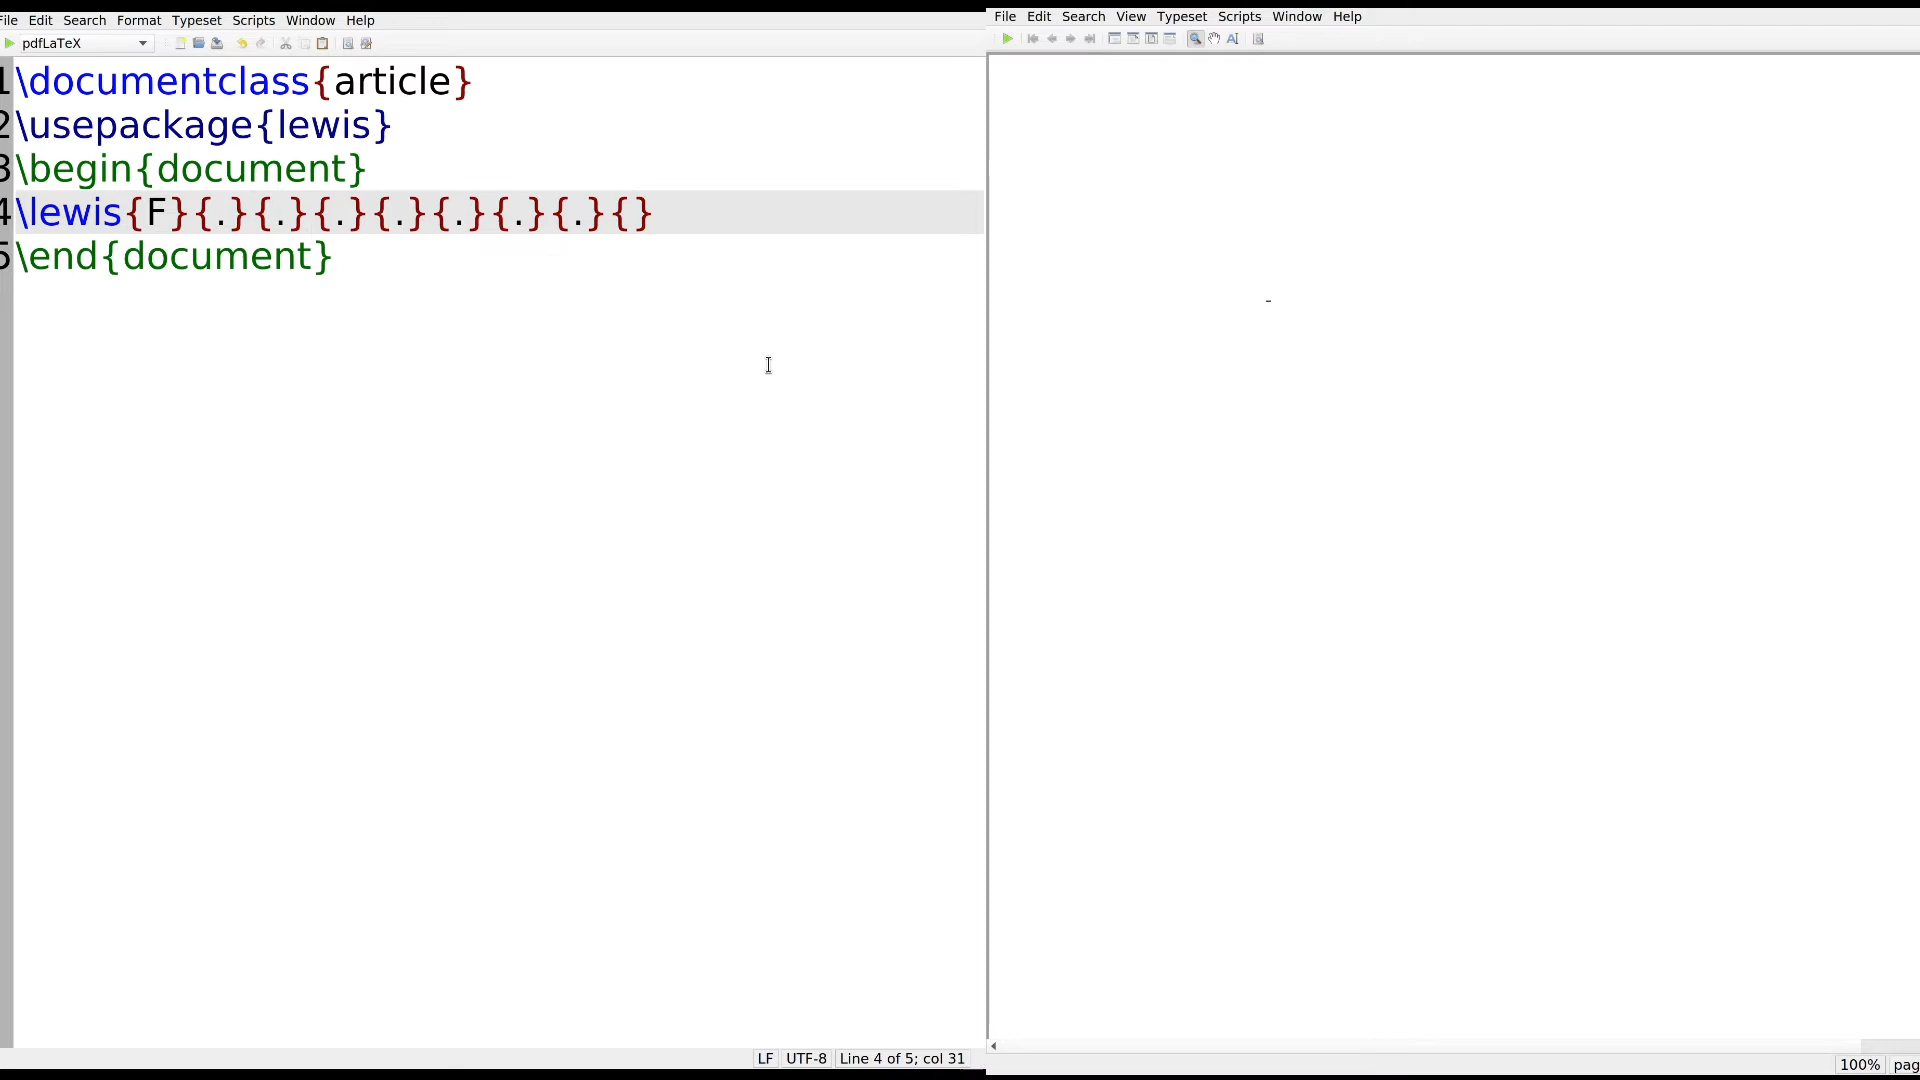 File Edit Search Format Typeset Scripts Window Help
pdfLaTeX
1 \documentclass{article}
2 \usepackage{lewis}
3 \begin{document}
4 \lewis{F}{.}{.}{.}{.}{.}{.}{.}{}
5 \end{document}
LF UTF-8 Line 4 of 5; col 31
File Edit Search View Typeset Scripts Window Help
-
100% pag